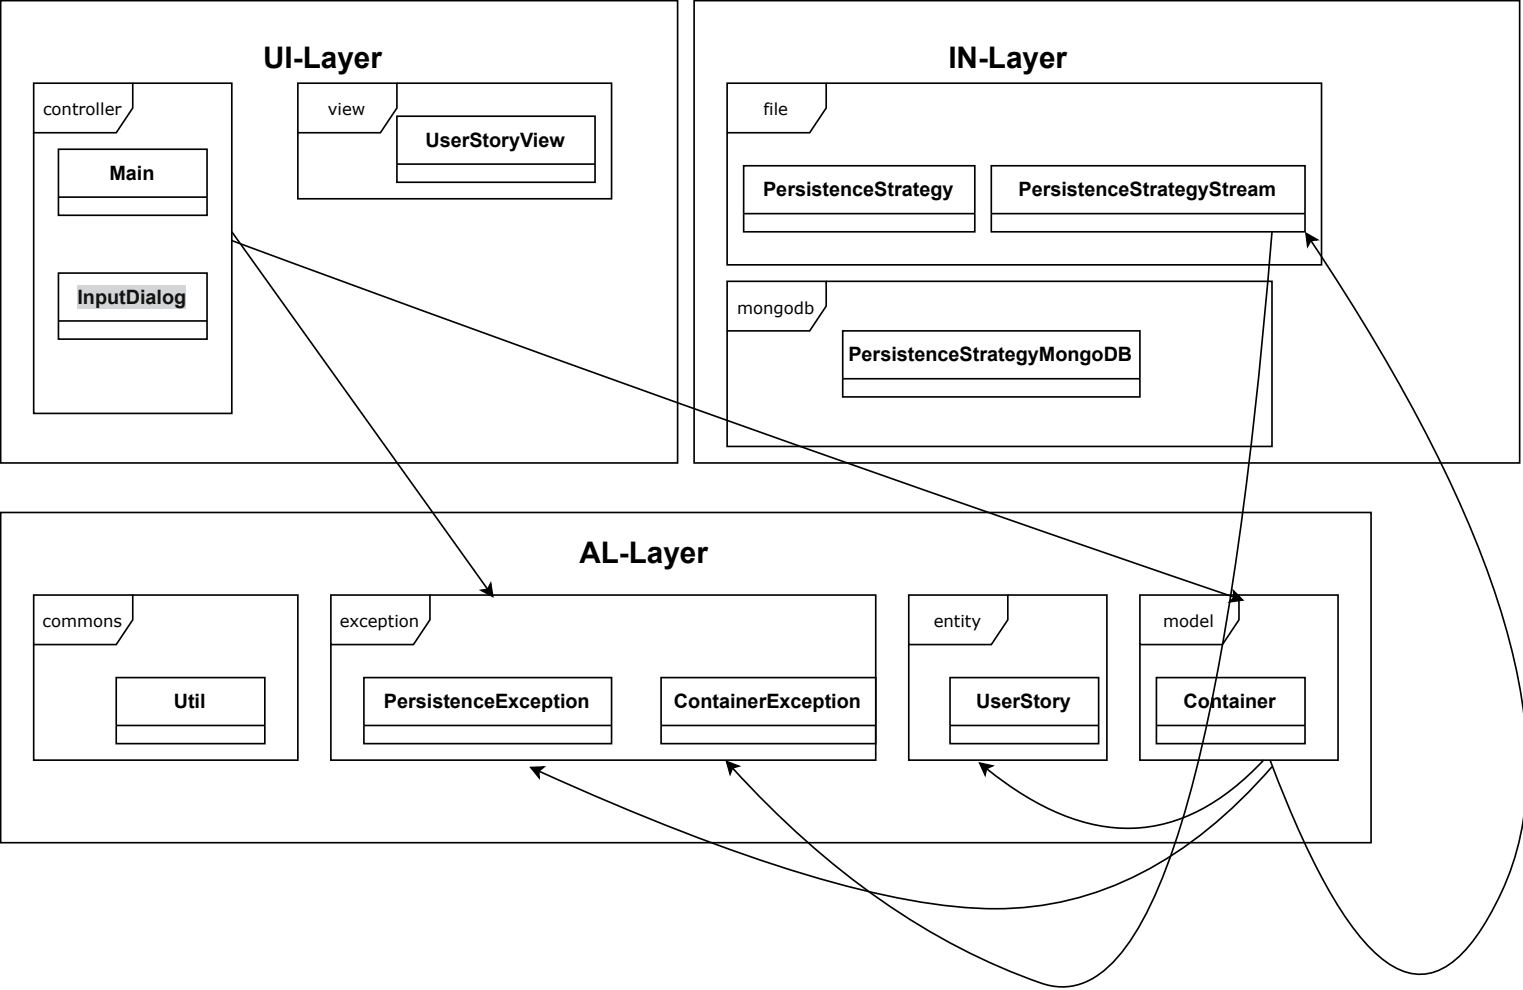 UI-Layer
controller
Main
InputDialog
view
UserStoryView
IN-Layer
file
PersistenceStrategy
PersistenceStrategyStream
mongodb
PersistenceStrategyMongoDB
AL-Layer
commons
Util
exception
PersistenceException
ContainerException
entity
UserStory
model
Container